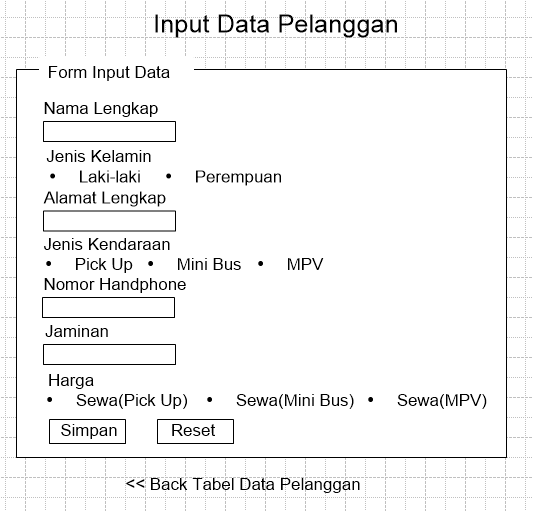 Input Data Pelanggan
Form Input Data
Nama Lengkap
Jenis Kelamin
• Laki-laki • Perempuan
Alamat Lengkap
Jenis Kendaraan
• Pick Up • Mini Bus • MPV
Nomor Handphone
Jaminan
Harga
• Sewa(Pick Up) • Sewa(Mini Bus) • Sewa(MPV)
Simpan Reset
<< Back Tabel Data Pelanggan